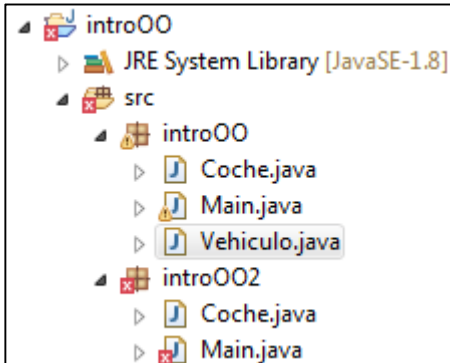 introOO
JRE System Library [JavaSE-1.8]
src
introOO
Coche.java
Main.java
Vehiculo.java
introOO2
Coche.java
Main.java